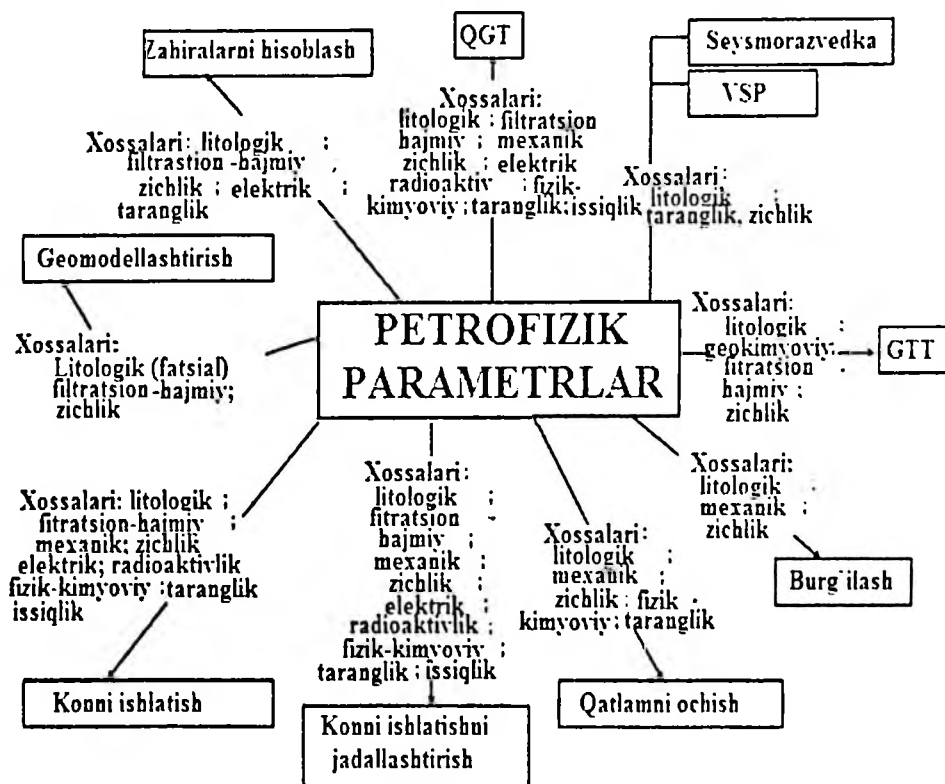 Zahiralarni hisoblash
QGT
Seysmorazvedka
VSP
Xossalari: litologik ;
filtrastion -hajmiy ,
zichlik ; elektrik ;
taranglik
Xossalari:
litologik ; filtratsion
hajmiy ; mexanik
zichlik ; elektrik
radioaktiv ; fizik-
kimyoviy; taranglik; issiqlik
Xossalari:
litologik ;
taranglik, zichlik
Geomodellashtirish
Xossalari:
Litologik (fatsial)
filtratsion -hajmiy;
zichlik
PETROFIZIK
PARAMETRLAR
Xossalari:
litologik ;
geokimyoviy;
fitratsion -
hajmiy ;
zichlik
GTT
Xossalari: litologik ;
fitratsion-hajmiy ;
mexanik; zichlik
elektrik; radioaktivlik
fizik-kimyoviy ; taranglik
issiqlik
Konni ishlatish
Xossalari:
litologik ;
fitratsion -
hajmiy ;
mexanik ;
zichlik ;
elektrik ;
radioaktivlik ;
fizik-kimyoviy ;
taranglik ; issiqlik
Konni ishlatishni
jadallashtirish
Xossalari:
litologik ;
mexanik ;
zichlik ; fizik -
kimyoviy; taranglik
Qatlamni ochish
Xossalari:
litologik .
mexanik ;
zichlik
Burg`ilash